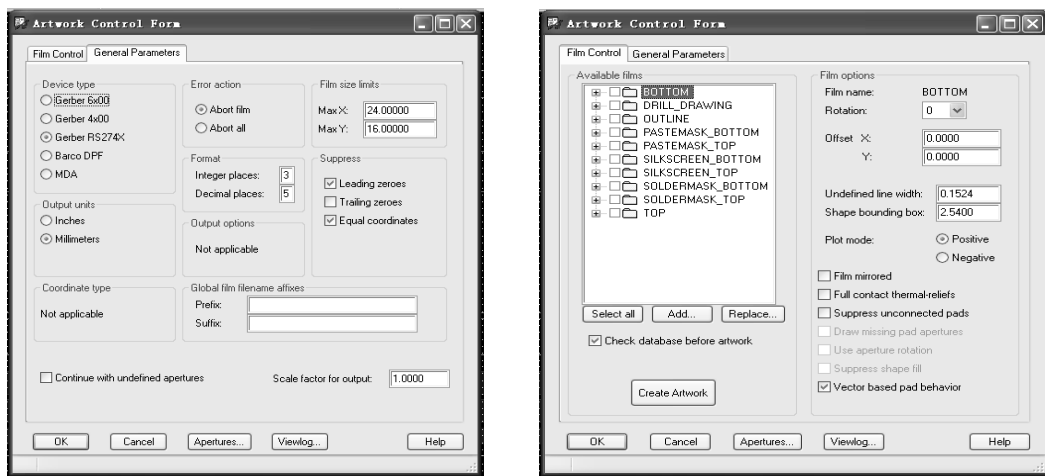 Artwork Control Form
Film Control General Parameters
Device type
Gerber 6x00
Gerber 4x00
Gerber RS274X
Barco DPF
MDA
Error action
Abort film
Abort all
Film size limits
Max X: 24.00000
Max Y: 16.00000
Format
Integer places: 3
Decimal places: 5
Suppress
Leading zeroes
Trailing zeroes
Equal coordinates
Output units
Inches
Millimeters
Output options
Not applicable
Coordinate type
Not applicable
Global film filename affixes
Prefix:
Suffix:
Continue with undefined apertures Scale factor for output: 1.0000
OK Cancel Apertures... Viewlog... Help
Artwork Control Form
Film Control General Parameters
Available films
BOTTOM
DRILL_DRAWING
OUTLINE
PASTEMASK_BOTTOM
PASTEMASK_TOP
SILKSCREEN_BOTTOM
SILKSCREEN_TOP
SOLDERMASK_BOTTOM
SOLDERMASK_TOP
TOP
Select all Add... Replace...
Check database before artwork
Create Artwork
Film options
Film name: BOTTOM
Rotation: 0
Offset X: 0.0000
Y: 0.0000
Undefined line width: 0.1524
Shape bounding box: 2.5400
Plot mode: Positive
Negative
Film mirrored
Full contact thermal-reliefs
Suppress unconnected pads
Draw missing pad apertures
Use aperture rotation
Suppress shape fill
Vector based pad behavior
OK Cancel Apertures... Viewlog... Help